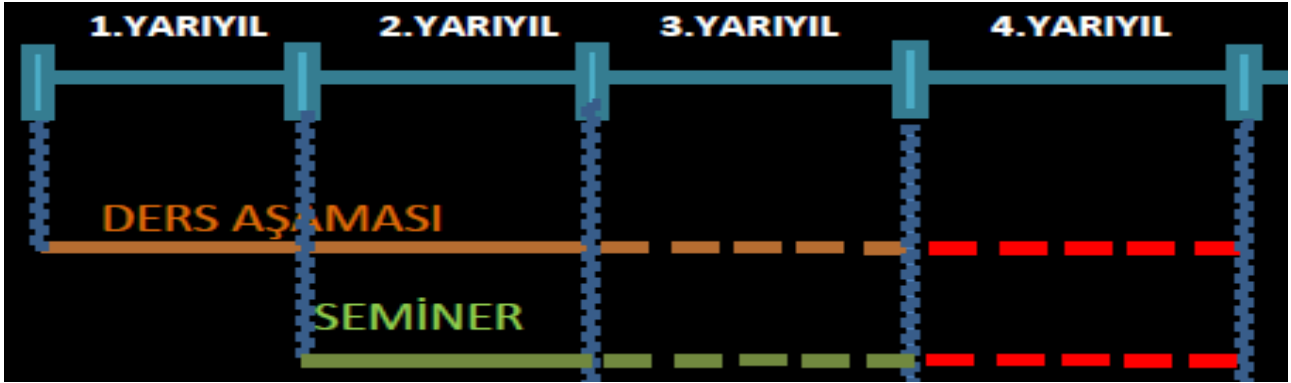 1.YARIYIL 2.YARIYIL 3.YARIYIL 4.YARIYIL
DERS AŞAMASI
SEMİNER